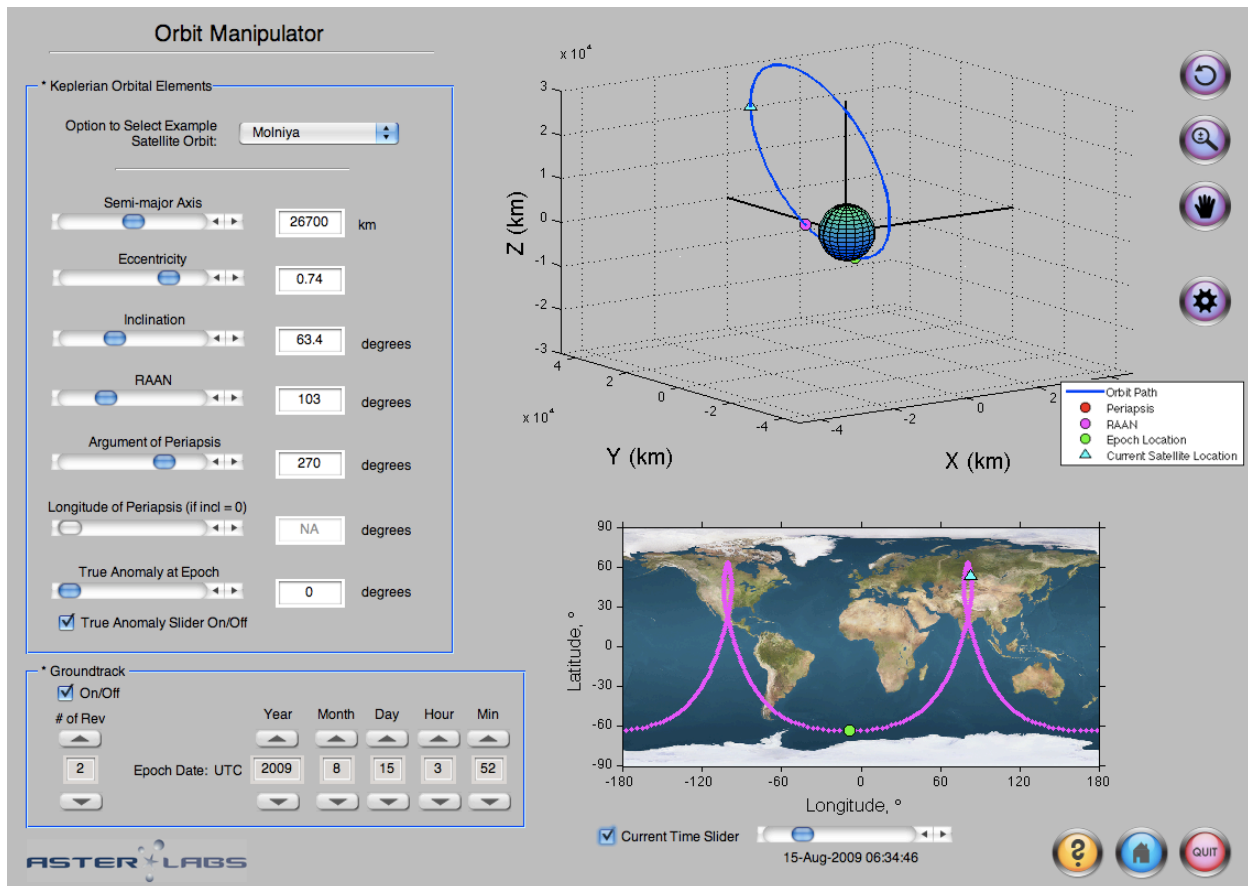 Orbit Manipulator
* Keplerian Orbital Elements
Option to Select Example
Satellite Orbit:
Molniya
Semi-major Axis
26700 km
Eccentricity
0.74
Inclination
63.4 degrees
RAAN
103 degrees
Argument of Periapsis
270 degrees
Longitude of Periapsis (if incl = 0)
NA degrees
True Anomaly at Epoch
0 degrees
True Anomaly Slider On/Off
* Groundtrack
On/Off
# of Rev Year Month Day Hour Min
2 Epoch Date: UTC 2009 8 15 3 52
ASTER LABS
x 10⁴
3
2
1
0
-1
-2
-3
Z (km)
4 2 0 -2 -4
x 10⁴
Y (km)
-4 -2 0 2
X (km)
Orbit Path
Periapsis
RAAN
Epoch Location
Current Satellite Location
90
60
30
0
-30
-60
-90
Latitude, °
-180 -120 -60 0 60 120 180
Longitude, °
Current Time Slider
15-Aug-2009 06:34:46
?
QUIT